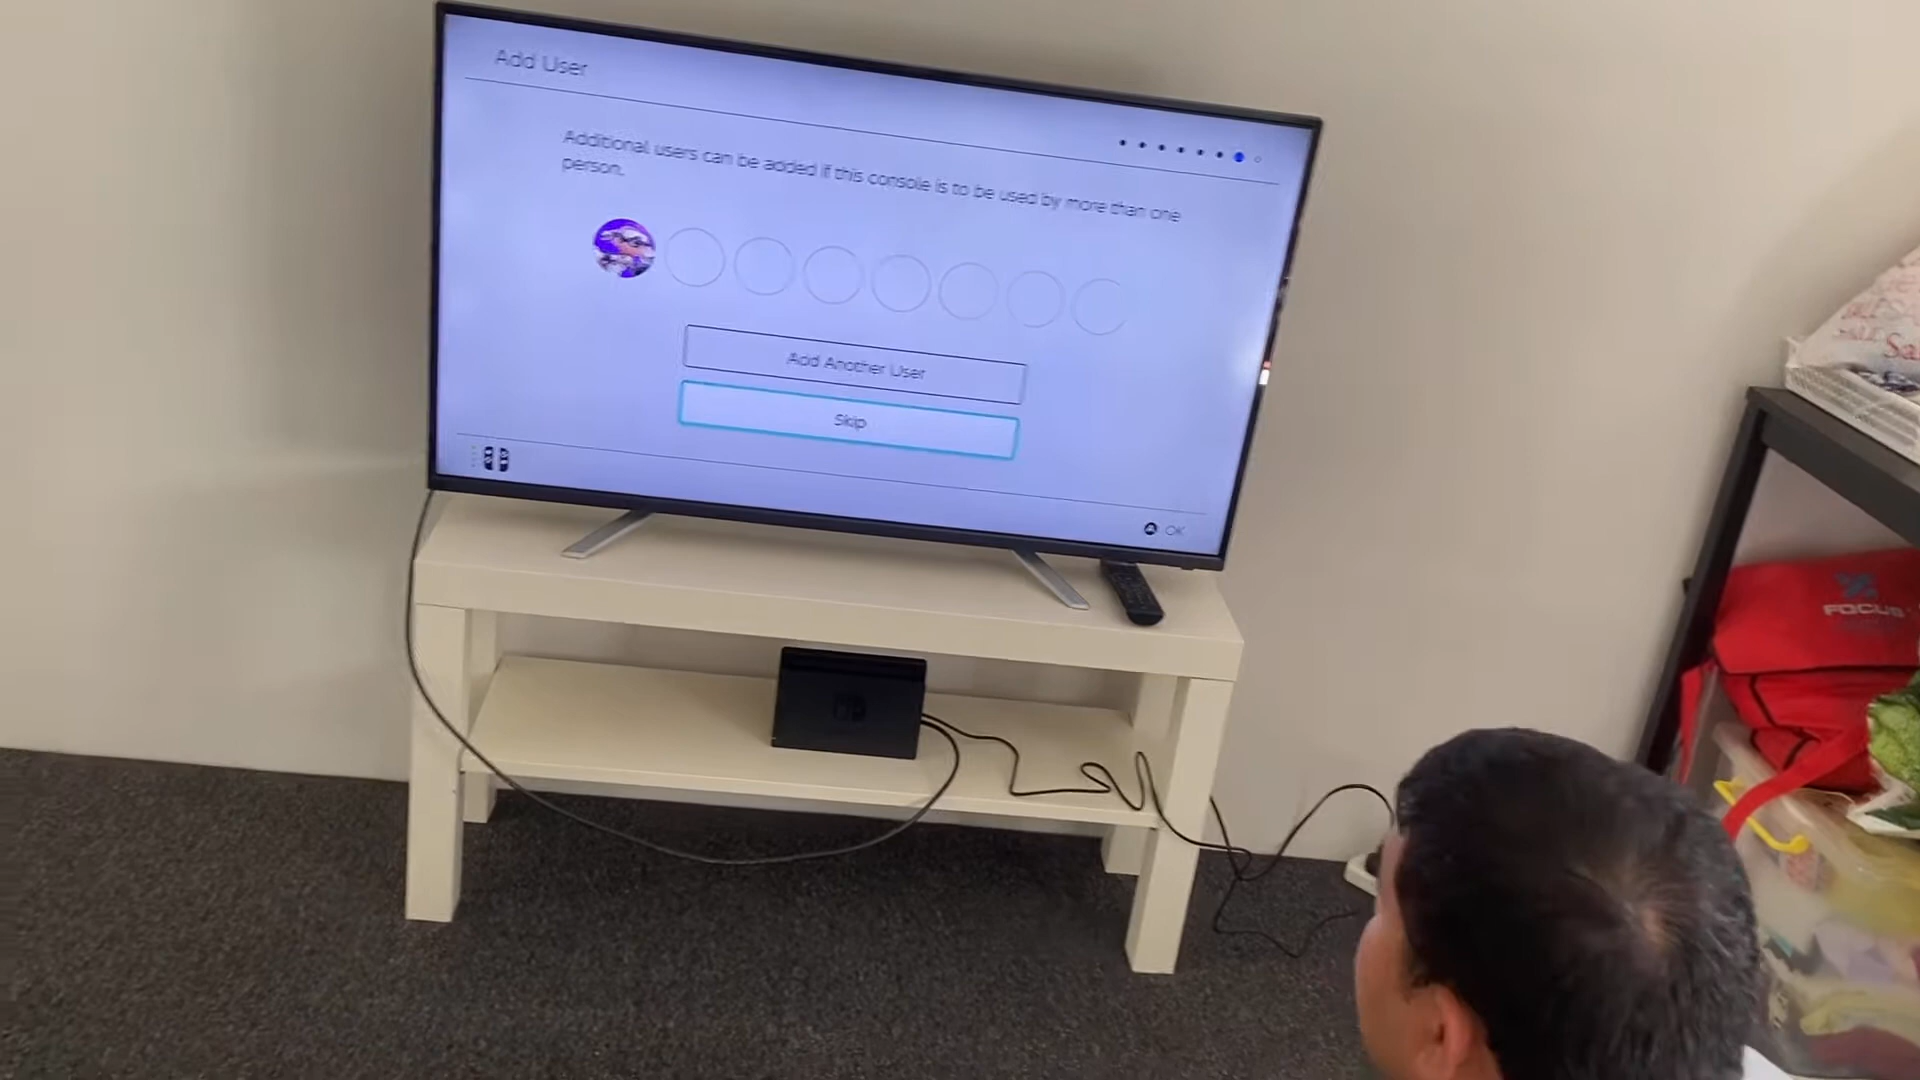 Add User
Additional users can be added if this console is to be used by more than one
person.
Add Another User
Skip
OK
FOCUS